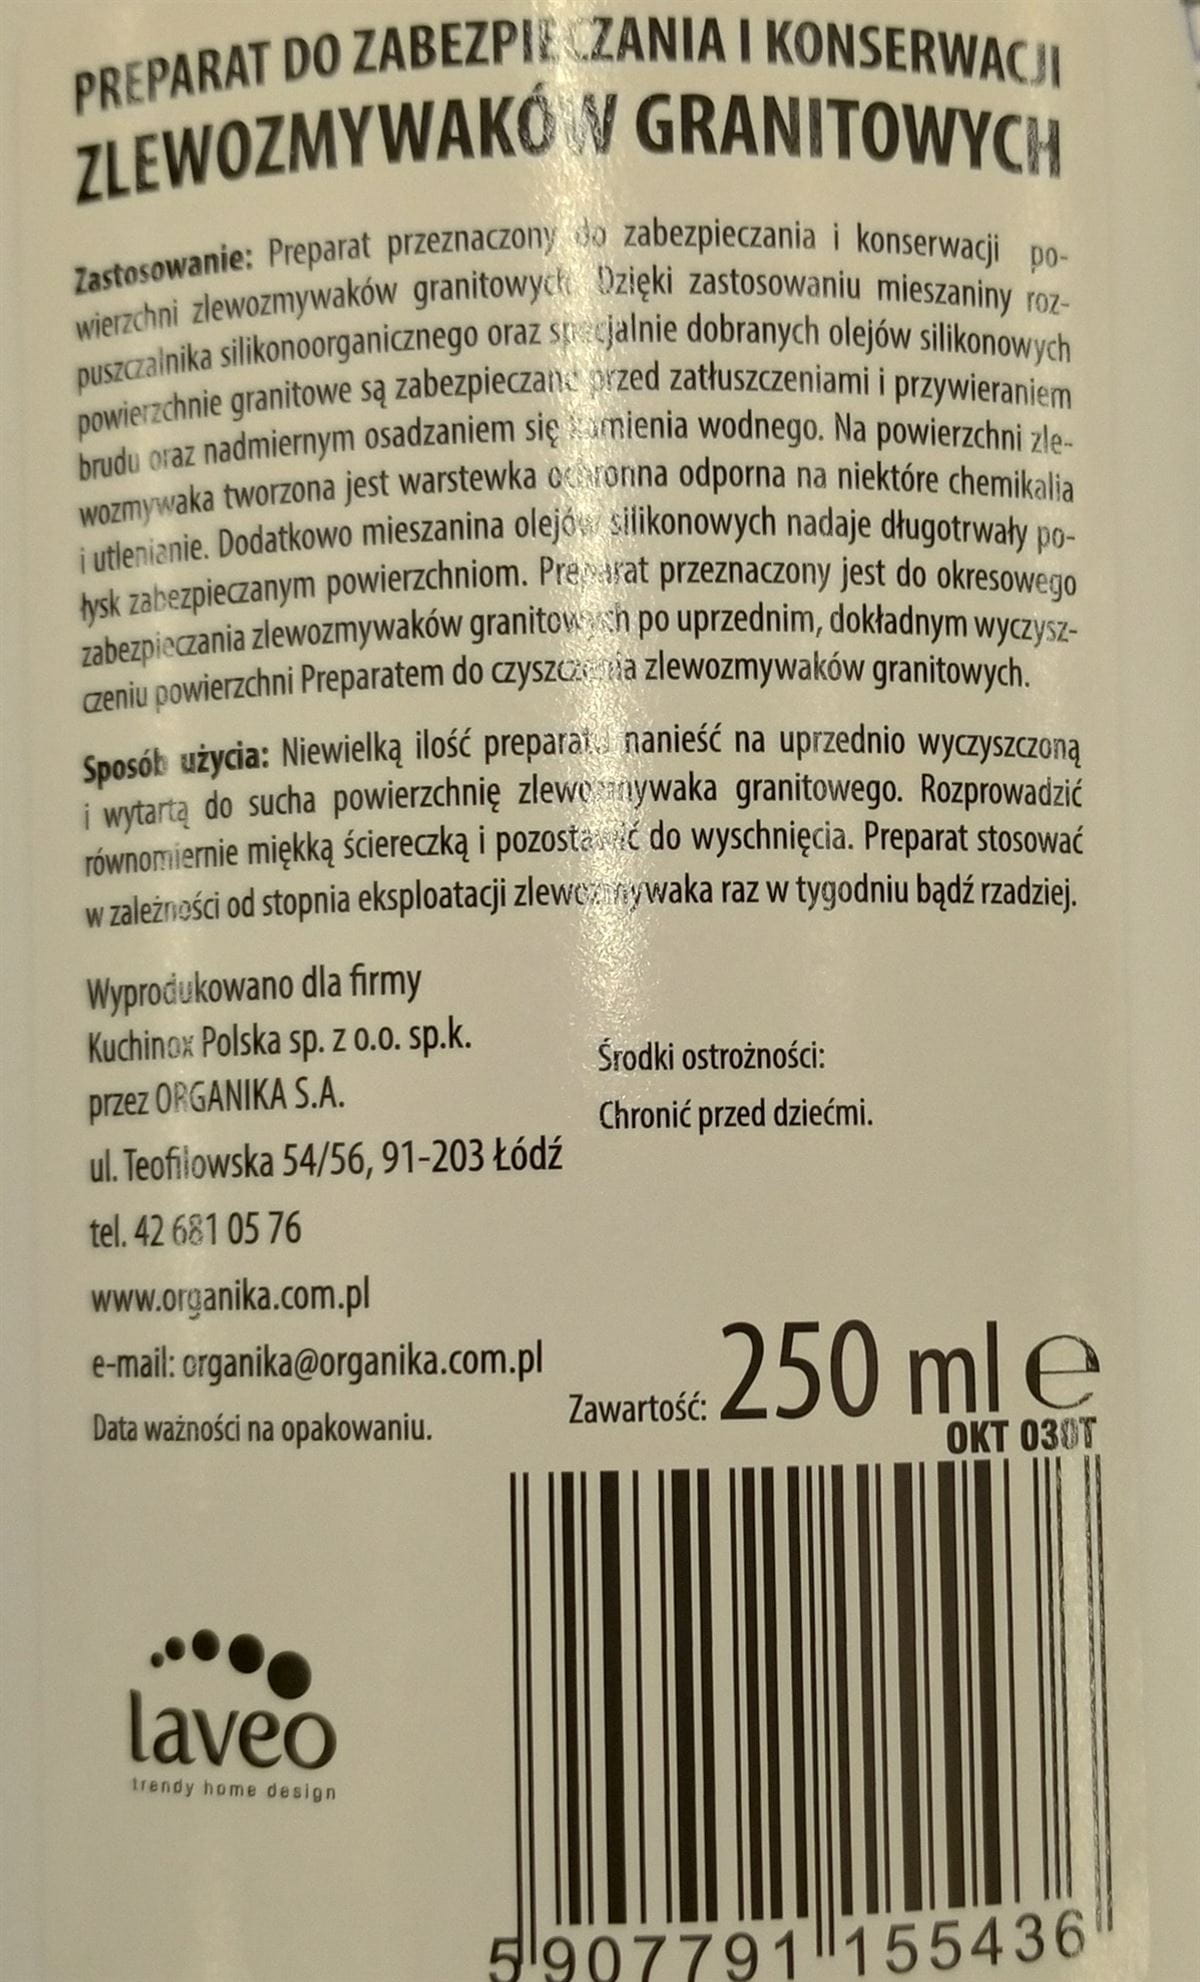 PREPARAT DO ZABEZPIECZANIA I KONSERWACJI
ZLEWOZMYWAKÓW GRANITOWYCH
Zastosowanie: Preparat przeznaczony do zabezpieczania i konserwacji po-
wierzchni zlewozmywaków granitowych. Dzięki zastosowaniu mieszaniny roz-
puszczalnika silikonoorganicznego oraz specjalnie dobranych olejów silikonowych
powierzchnie granitowe są zabezpieczane przed zatłuszczeniami i przywieraniem
brudu oraz nadmiernym osadzaniem się kamienia wodnego. Na powierzchni zle-
wozmywaka tworzona jest warstewka ochronna odporna na niektóre chemikalia
i utlenianie. Dodatkowo mieszanina olejów silikonowych nadaje długotrwały po-
łysk zabezpieczanym powierzchniom. Preparat przeznaczony jest do okresowego
zabezpieczania zlewozmywaków granitowych po uprzednim, dokładnym wyczysz-
czeniu powierzchni Preparatem do czyszczenia zlewozmywaków granitowych.
Sposób użycia: Niewielką ilość preparatu nanieść na uprzednio wyczyszczoną
i wytartą do sucha powierzchnię zlewozmywaka granitowego. Rozprowadzić
równomiernie miękką ściereczką i pozostawić do wyschnięcia. Preparat stosować
w zależności od stopnia eksploatacji zlewozmywaka raz w tygodniu bądź rzadziej.
Wyprodukowano dla firmy
Kuchinox Polska sp. z o.o. sp.k.
przez ORGANIKA S.A.
ul. Teofilowska 54/56, 91-203 Łódź
tel. 42 681 05 76
www.organika.com.pl
e-mail: organika@organika.com.pl
Data ważności na opakowaniu.
Środki ostrożności:
Chronić przed dziećmi.
Zawartość: 250 ml e
OKT 030T
laveo
trendy home design
5 907791 155436